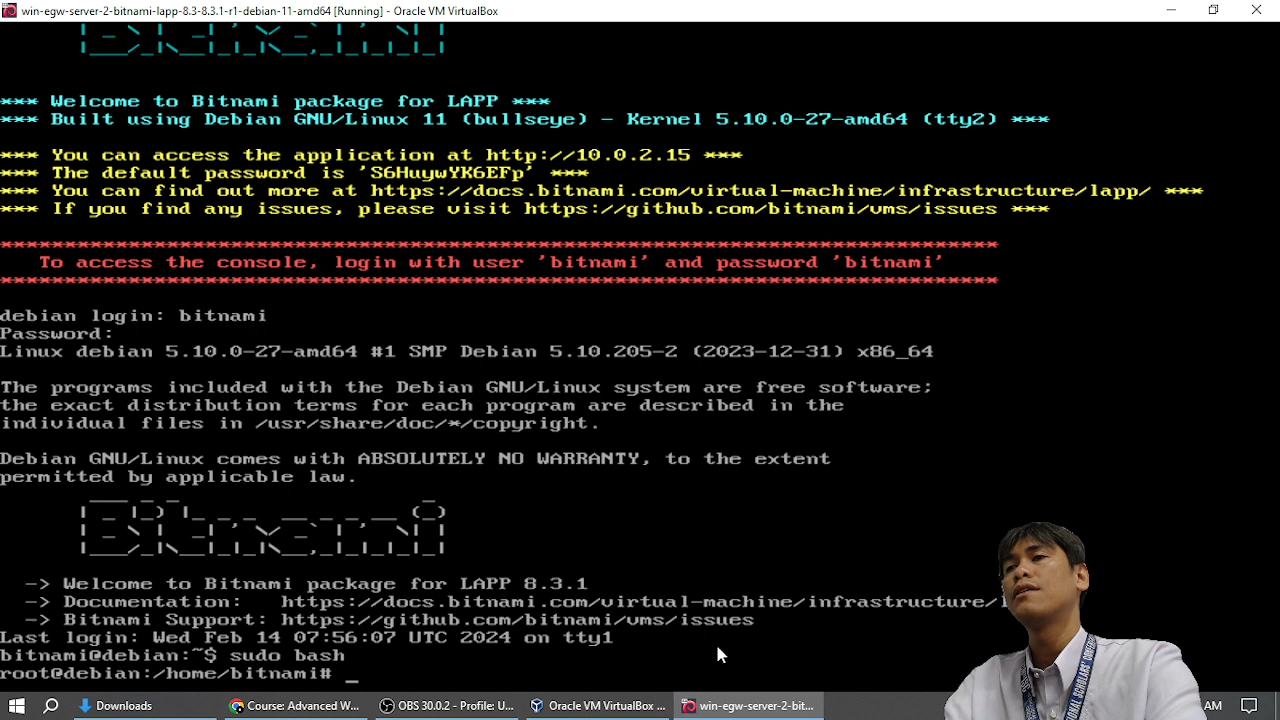 win-egw-server-2-bitnami-lapp-8.3-8.3.1-r1-debian-11-amd64 [Running] - Oracle VM VirtualBox
*** Welcome to Bitnami package for LAPP ***
*** Built using Debian GNU/Linux 11 (bullseye) - Kernel 5.10.0-27-amd64 (tty2) ***
*** You can access the application at http://10.0.2.15 ***
*** The default password is 'S6HuywYK6EFp' ***
*** You can find out more at https://docs.bitnami.com/virtual-machine/infrastructure/lapp/ ***
*** If you find any issues, please visit https://github.com/bitnami/vms/issues ***
******************************************************************************
To access the console, login with user 'bitnami' and password 'bitnami'
******************************************************************************
debian login: bitnami
Password:
Linux debian 5.10.0-27-amd64 #1 SMP Debian 5.10.205-2 (2023-12-31) x86_64
The programs included with the Debian GNU/Linux system are free software;
the exact distribution terms for each program are described in the
individual files in /usr/share/doc/*/copyright.
Debian GNU/Linux comes with ABSOLUTELY NO WARRANTY, to the extent
permitted by applicable law.
Bitnami
-> Welcome to Bitnami package for LAPP 8.3.1
-> Documentation: https://docs.bitnami.com/virtual-machine/infrastructure/
-> Bitnami Support: https://github.com/bitnami/vms/issues
Last login: Wed Feb 14 07:56:07 UTC 2024 on tty1
bitnami@debian:~$ sudo bash
root@debian:/home/bitnami# _
Downloads
Course: Advanced W...
OBS 30.0.2 - Profile: U...
Oracle VM VirtualBox ...
win-egw-server-2-bit...
AM